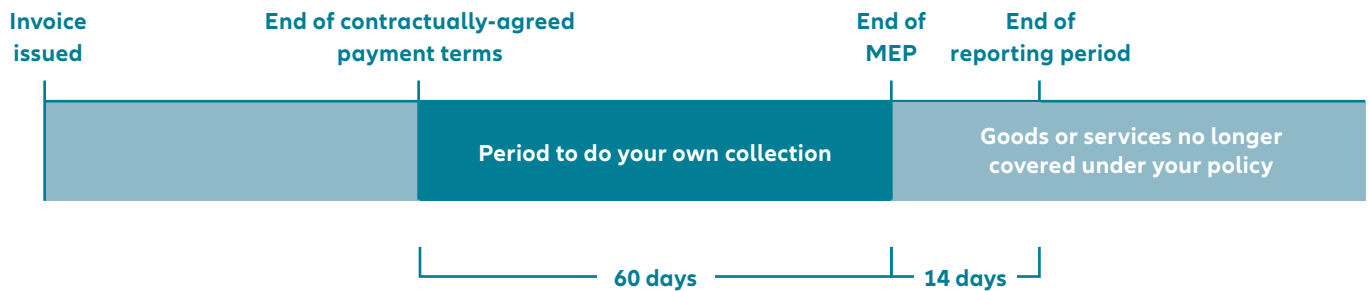 Invoice
issued
End of contractually-agreed
payment terms
End of
MEP
End of
reporting period
Period to do your own collection
Goods or services no longer
covered under your policy
60 days
14 days